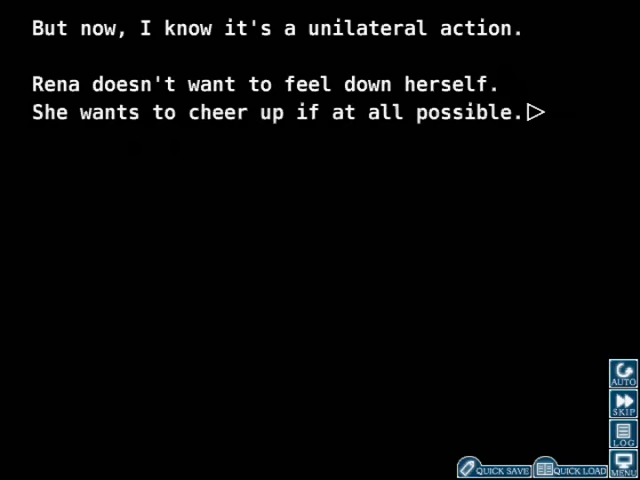 But now, I know it's a unilateral action.
Rena doesn't want to feel down herself.
She wants to cheer up if at all possible.
AUTO
SKIP
LOG
QUICK SAVE
QUICK LOAD
MENU